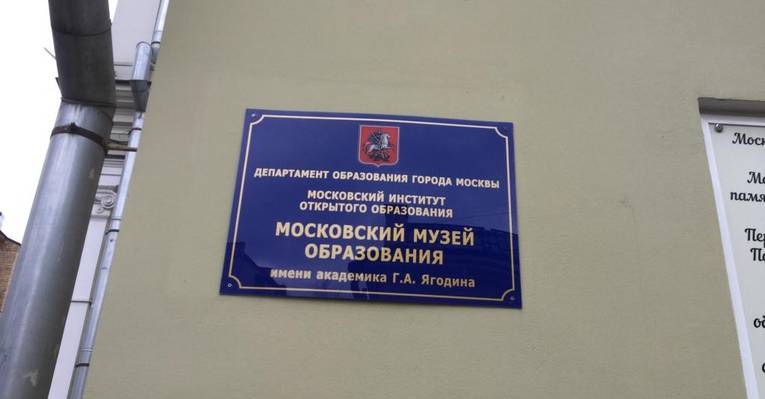 ДЕПАРТАМЕНТ ОБРАЗОВАНИЯ ГОРОДА МОСКВЫ
МОСКОВСКИЙ ИНСТИТУТ
ОТКРЫТОГО ОБРАЗОВАНИЯ
МОСКОВСКИЙ МУЗЕЙ
ОБРАЗОВАНИЯ
имени академика Г.А. Ягодина